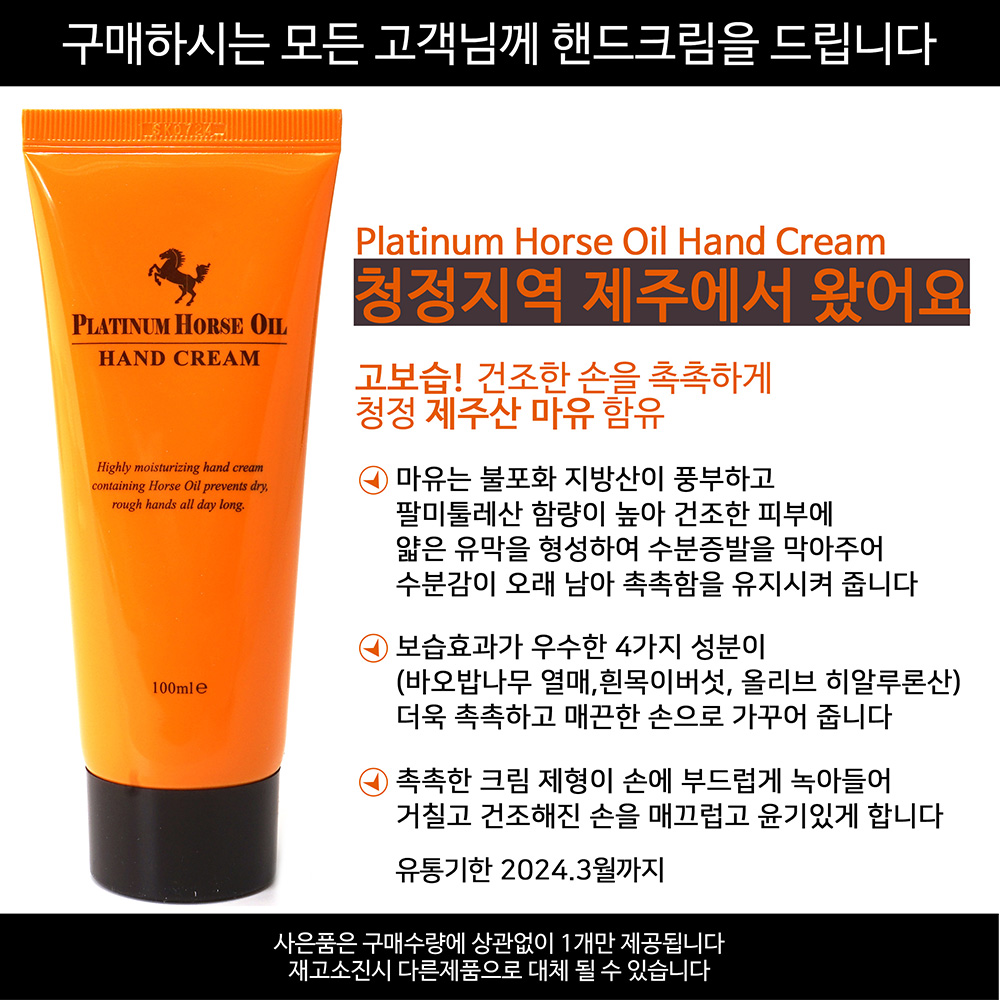 구매하시는 모든 고객님께 핸드크림을 드립니다
PLATINUM HORSE OIL
HAND CREAM
Highly moisturizing hand cream
containing Horse Oil prevents dry,
rough hands all day long.
100ml℮
Platinum Horse Oil Hand Cream
청정지역 제주에서 왔어요
고보습! 건조한 손을 촉촉하게
청정 제주산 마유 함유
마유는 불포화 지방산이 풍부하고
팔미툴레산 함량이 높아 건조한 피부에
얇은 유막을 형성하여 수분증발을 막아주어
수분감이 오래 남아 촉촉함을 유지시켜 줍니다
보습효과가 우수한 4가지 성분이
(바오밥나무 열매,흰목이버섯, 올리브 히알루론산)
더욱 촉촉하고 매끈한 손으로 가꾸어 줍니다
촉촉한 크림 제형이 손에 부드럽게 녹아들어
거칠고 건조해진 손을 매끄럽고 윤기있게 합니다
유통기한 2024.3월까지
사은품은 구매수량에 상관없이 1개만 제공됩니다
재고소진시 다른제품으로 대체 될 수 있습니다